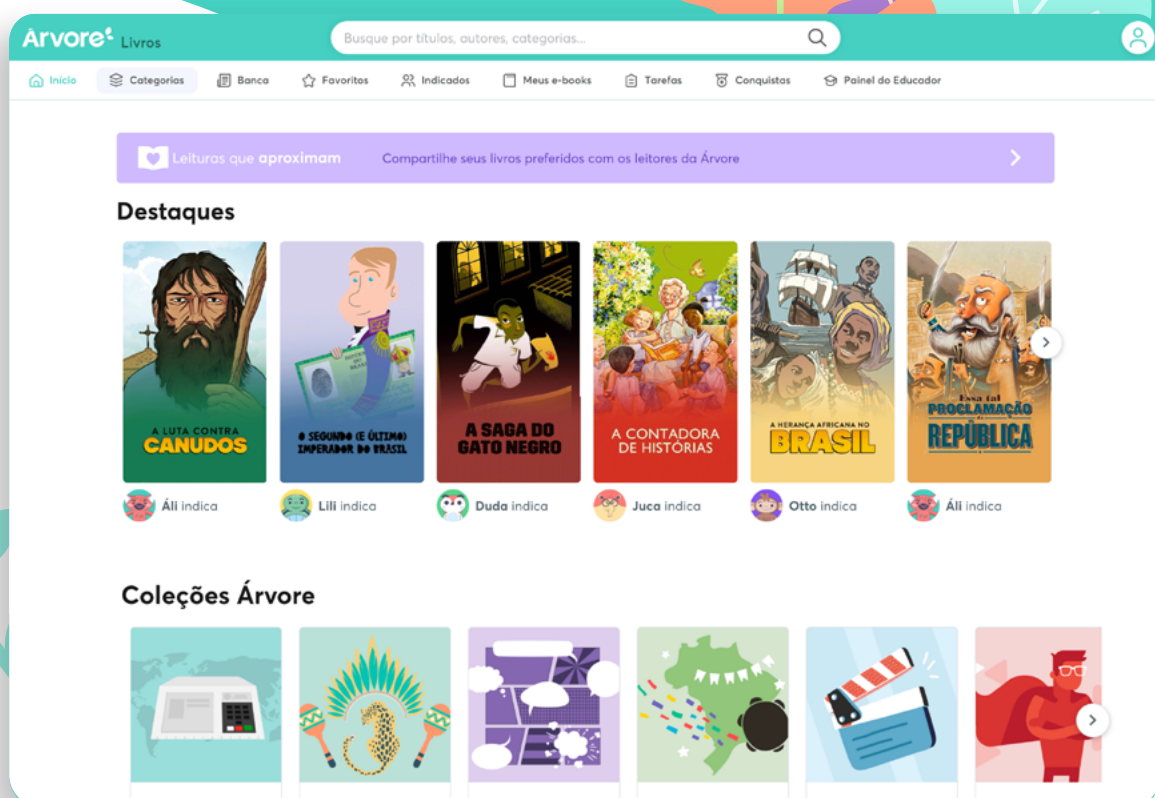 Árvore Livros
Busque por títulos, autores, categorias...
Início Categorias Banca Favoritos Indicados Meus e-books Tarefas Conquistas Painel do Educador
Leituras que aproximam Compartilhe seus livros preferidos com os leitores da Árvore
Destaques
A LUTA CONTRA
CANUDOS
O SEGUNDO (E ÚLTIMO)
IMPERADOR DO BRASIL
A SAGA DO
GATO NEGRO
A CONTADORA
DE HISTÓRIAS
A HERANÇA AFRICANA NO
BRASIL
Essa tal
PROCLAMAÇÃO
da
REPÚBLICA
Áli indica
Lili indica
Duda indica
Juca indica
Otto indica
Áli indica
Coleções Árvore